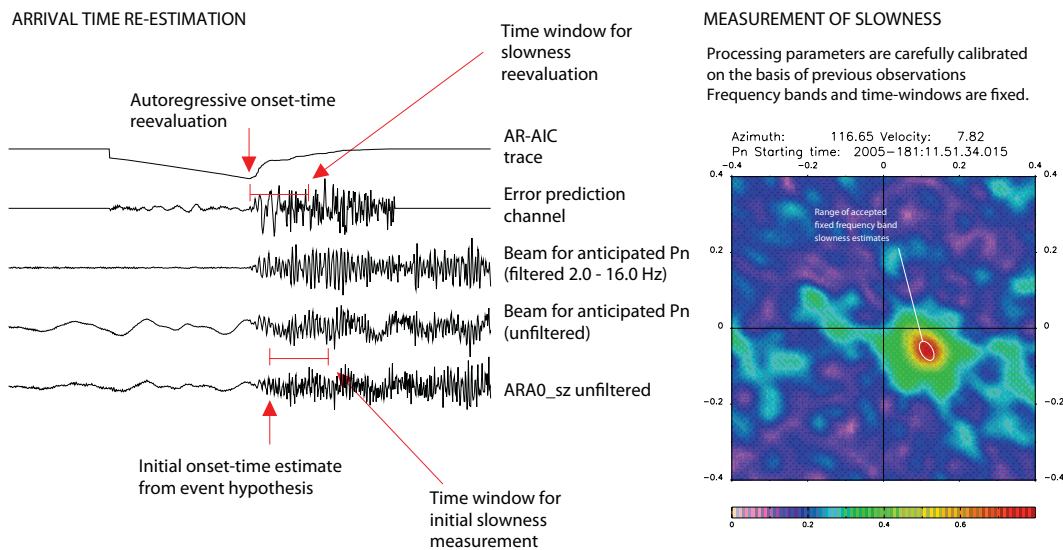 ARRIVAL TIME RE-ESTIMATION
Time window for
slowness
reevaluation
Autoregressive onset-time
reevaluation
AR-AIC
trace
Error prediction
channel
Beam for anticipated Pn
(filtered 2.0 - 16.0 Hz)
Beam for anticipated Pn
(unfiltered)
ARA0_sz unfiltered
Initial onset-time estimate
from event hypothesis
Time window for
initial slowness
measurement
MEASUREMENT OF SLOWNESS
Processing parameters are carefully calibrated
on the basis of previous observations
Frequency bands and time-windows are fixed.
Azimuth: 116.65 Velocity: 7.82
Pn Starting time: 2005-181:11.51.34.015
-0.4 -0.2 0 0.2 0.4
0.4 0.4
Range of accepted
fixed frequency band
slowness estimates
0.2 0.2
0 0
-0.2 -0.2
-0.4 -0.4
0 0.2 0.4 0.6